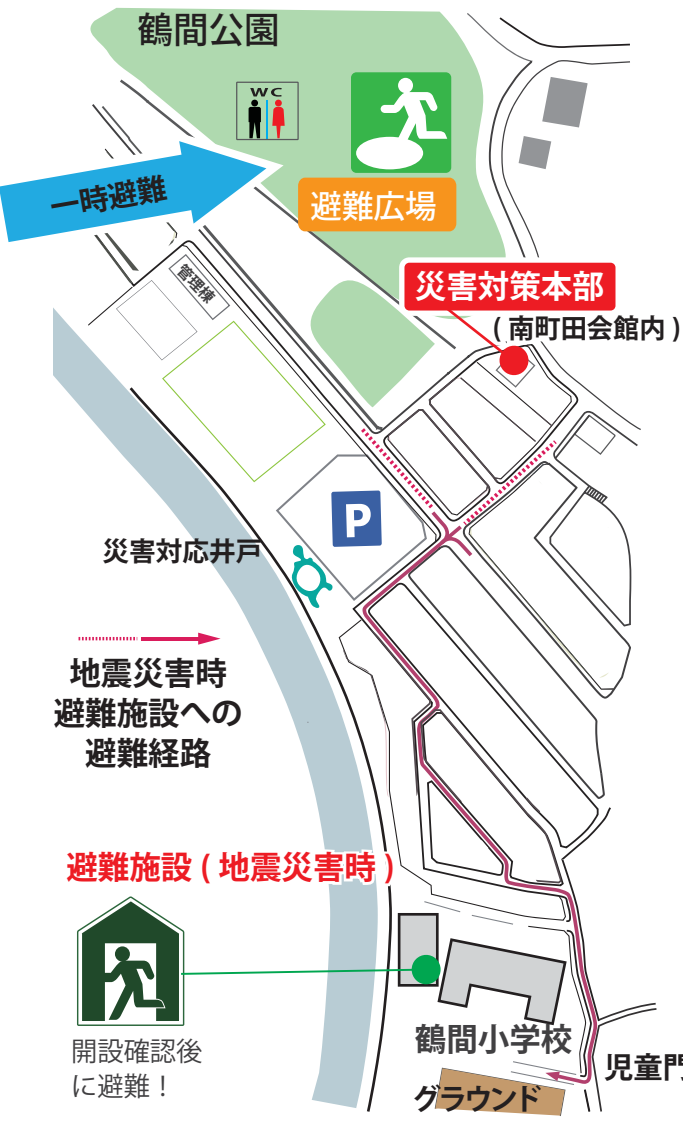 鶴間公園
WC
一時避難
避難広場
管理棟
災害対策本部
( 南町田会館内 )
P
災害対応井戸
地震災害時
避難施設への
避難経路
避難施設 ( 地震災害時 )
開設確認後
に避難！
鶴間小学校
児童門
グラウンド